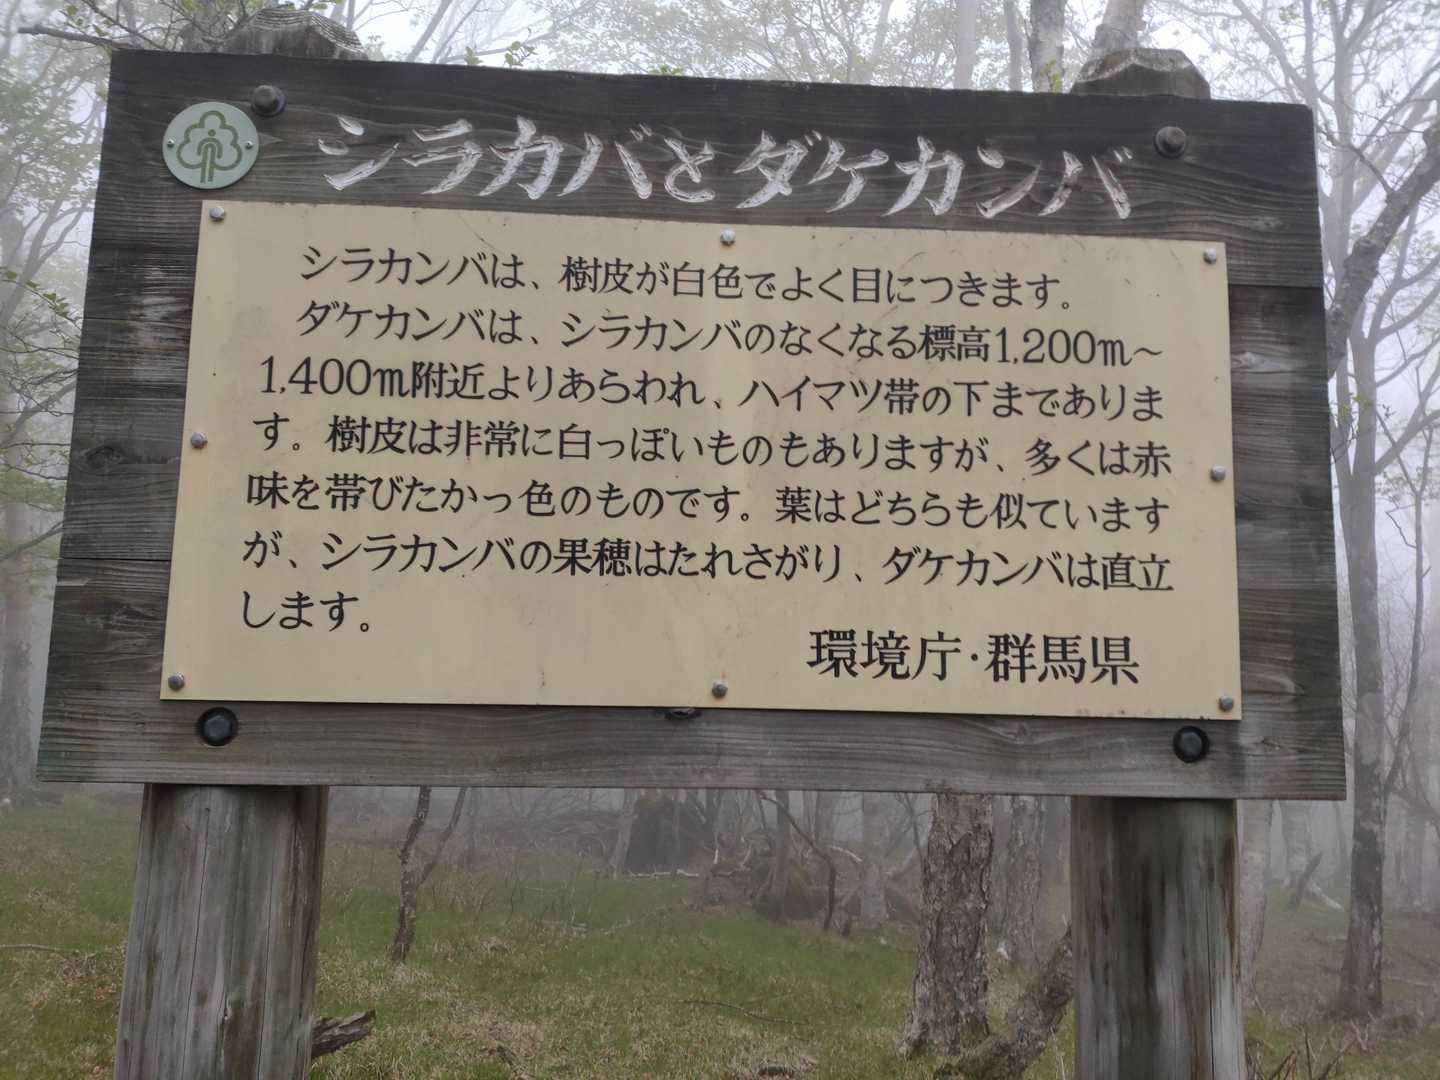 シラカバとダケカンバ
シラカンバは、樹皮が白色でよく目につきます。
ダケカンバは、シラカンバのなくなる標高1,200m～
1,400m附近よりあらわれ、ハイマツ帯の下まであります
す。樹皮は非常に白っぽいものもありますが、多くは赤
味を帯びたかっ色のものです。葉はどちらも似ています
が、シラカンバの果穂はたれさがり、ダケカンバは直立
します。
環境庁・群馬県